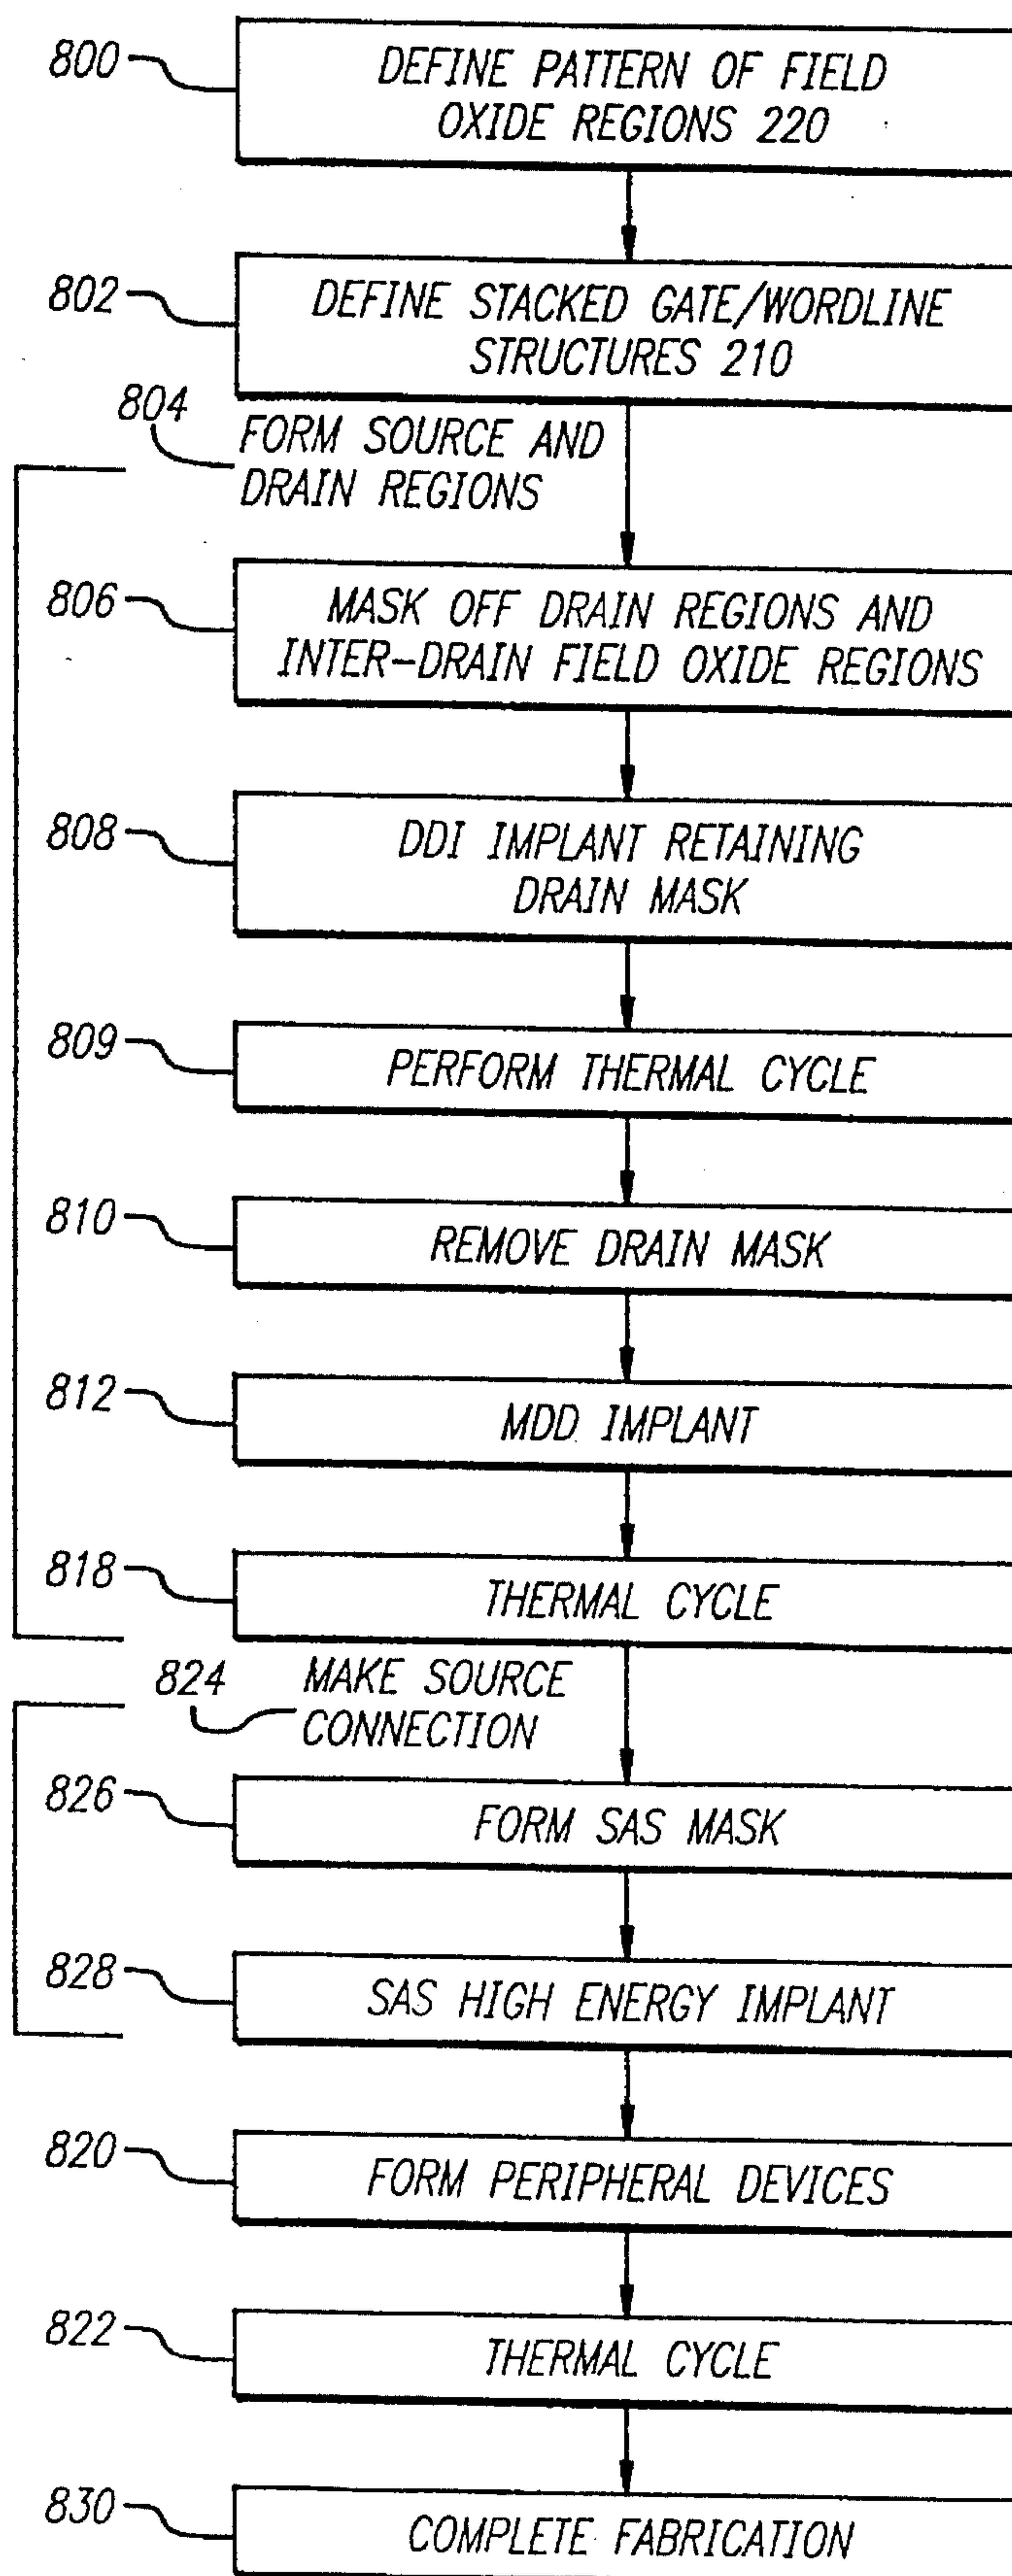 800
DEFINE PATTERN OF FIELD
OXIDE REGIONS 220
802
DEFINE STACKED GATE/WORDLINE
STRUCTURES 210
804
FORM SOURCE AND
DRAIN REGIONS
806
MASK OFF DRAIN REGIONS AND
INTER-DRAIN FIELD OXIDE REGIONS
808
DDI IMPLANT RETAINING
DRAIN MASK
809
PERFORM THERMAL CYCLE
810
REMOVE DRAIN MASK
812
MDD IMPLANT
818
THERMAL CYCLE
824
MAKE SOURCE
CONNECTION
826
FORM SAS MASK
828
SAS HIGH ENERGY IMPLANT
820
FORM PERIPHERAL DEVICES
822
THERMAL CYCLE
830
COMPLETE FABRICATION